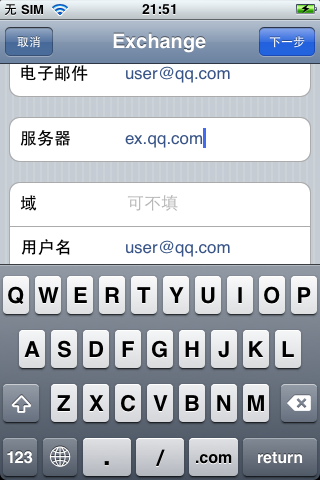 无 SIM 21:51
取消 Exchange 下一步
电子邮件 user@qq.com
服务器 ex.qq.com
域 可不填
用户名 user@qq.com
Q W E R T Y U I O P
A S D F G H J K L
Z X C V B N M
123 . / .com return